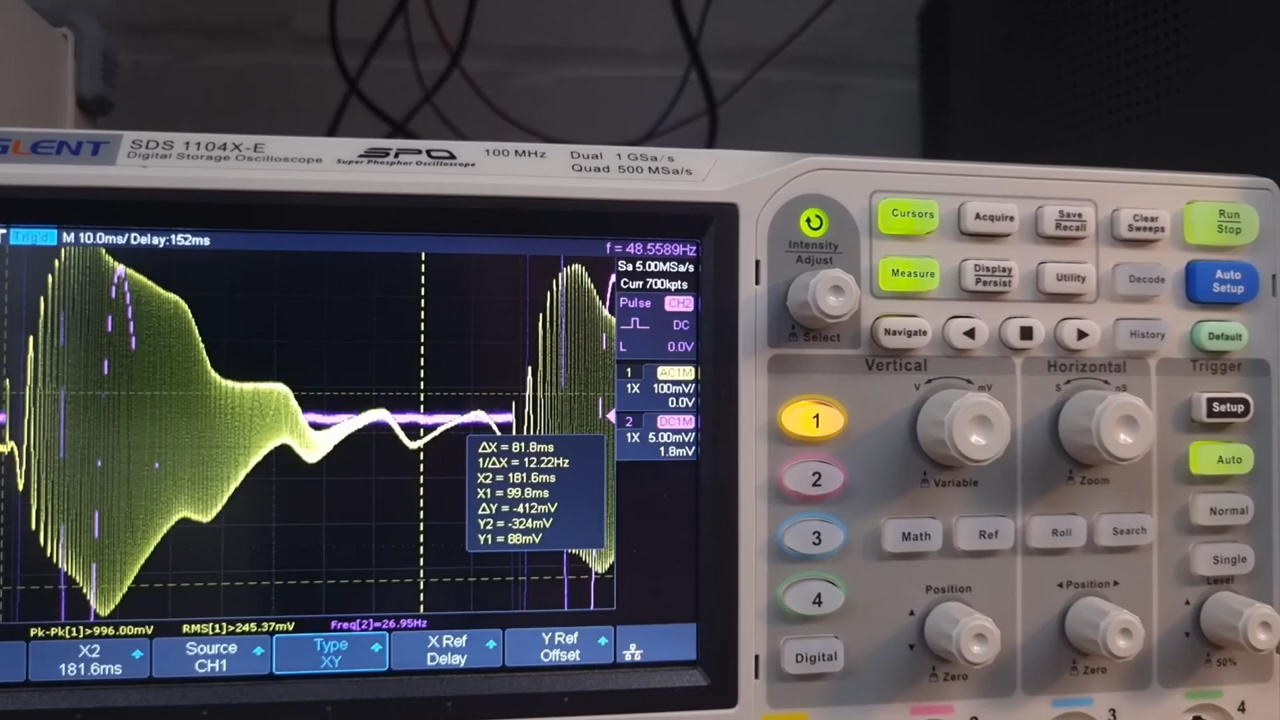 GLENT
SDS 1104X-E
Digital Storage Oscilloscope
SPO
Super Phosphor Oscilloscope
100 MHz
Dual 1 GSa/s
Quad 500 MSa/s
Trig'd M 10.0ms/ Delay:152ms
f = 48.5589Hz
Sa 5.00MSa/s
Curr 700kpts
Pulse CH2
DC
L 0.0V
1 AC1M
1X 100mV/
0.0V
2 DC1M
1X 5.00mV/
1.8mV
ΔX = 81.8ms
1/ΔX = 12.22Hz
X2 = 181.6ms
X1 = 99.8ms
ΔY = -412mV
Y2 = -324mV
Y1 = 88mV
Pk-Pk[1]>996.00mV RMS[1]>245.37mV Freq[2]=26.95Hz
X2
181.6ms
Source
CH1
Type
XY
X Ref
Delay
Y Ref
Offset
Intensity
Adjust
Select
Cursors
Acquire
Save
Recall
Clear
Sweeps
Run
Stop
Measure
Display
Persist
Utility
Decode
Auto
Setup
Navigate
History
Default
Vertical
Horizontal
Trigger
V mV
S nS
Setup
1
Variable
Zoom
Auto
2
Normal
3
Math
Ref
Roll
Search
Single
4
Position
Position
Level
Digital
Zero
Zero
50%
3
4